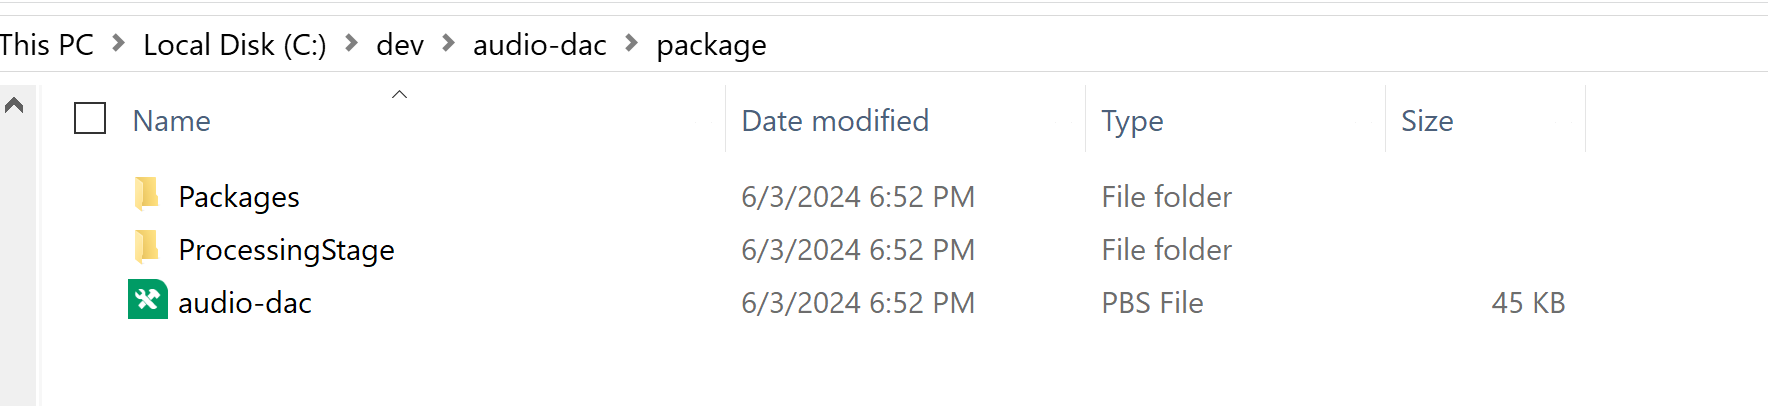 This PC > Local Disk (C:) > dev > audio-dac > package
Name Date modified Type Size
Packages 6/3/2024 6:52 PM File folder
ProcessingStage 6/3/2024 6:52 PM File folder
audio-dac 6/3/2024 6:52 PM PBS File 45 KB